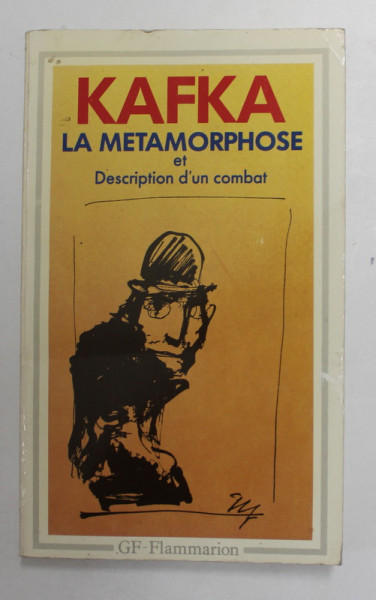 KAFKA
LA METAMORPHOSE
et
Description d'un combat
GF-Flammarion